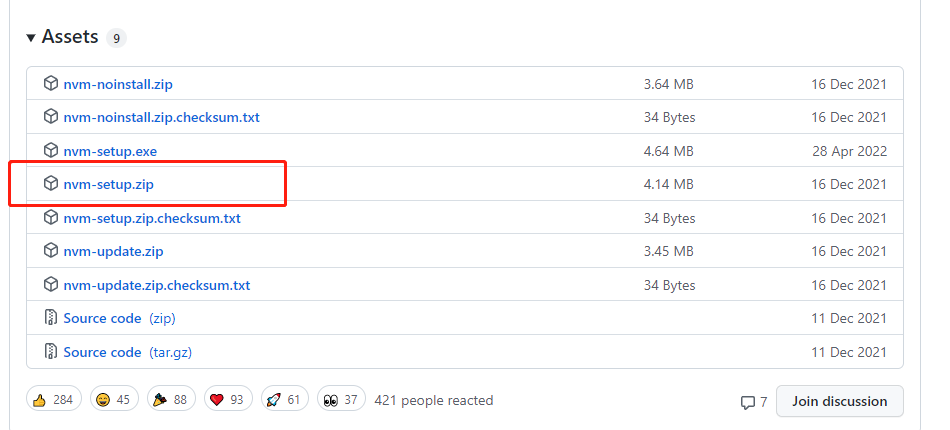 Assets 9
nvm-noinstall.zip 3.64 MB 16 Dec 2021
nvm-noinstall.zip.checksum.txt 34 Bytes 16 Dec 2021
nvm-setup.exe 4.64 MB 28 Apr 2022
nvm-setup.zip 4.14 MB 16 Dec 2021
nvm-setup.zip.checksum.txt 34 Bytes 16 Dec 2021
nvm-update.zip 3.45 MB 16 Dec 2021
nvm-update.zip.checksum.txt 34 Bytes 16 Dec 2021
Source code (zip) 11 Dec 2021
Source code (tar.gz) 11 Dec 2021
284 45 88 93 61 37 421 people reacted 7 Join discussion